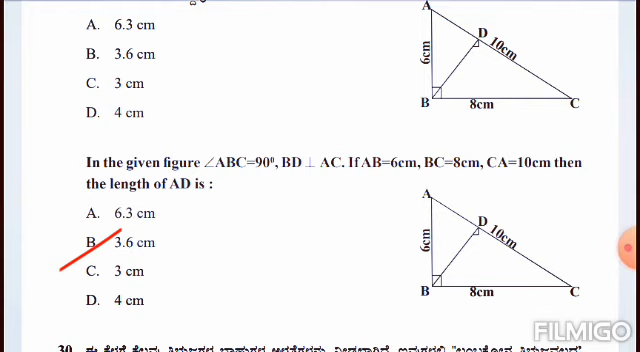 A. 6.3 cm
B. 3.6 cm
C. 3 cm
D. 4 cm
A
D
10cm
6cm
B
8cm
C
In the given figure ∠ABC=90⁰, BD ⊥ AC. If AB=6cm, BC=8cm, CA=10cm then
the length of AD is :
A. 6.3 cm
B. 3.6 cm
C. 3 cm
D. 4 cm
A
D
10cm
6cm
B
8cm
C
30
FILMIGO